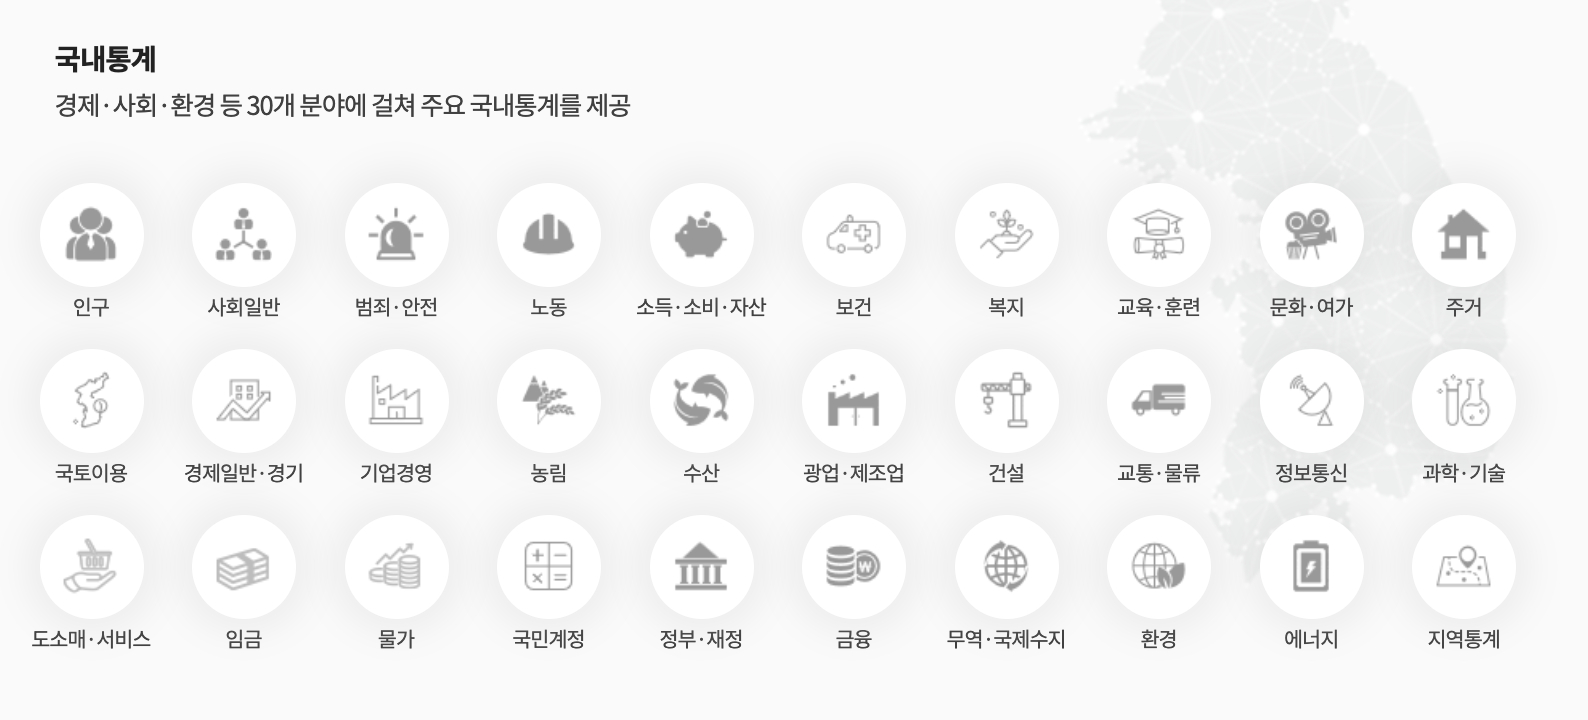 국내통계
경제·사회·환경 등 30개 분야에 걸쳐 주요 국내통계를 제공
인구 사회일반 범죄·안전 노동 소득·소비·자산 보건 복지 교육·훈련 문화·여가 주거
국토이용 경제일반·경기 기업경영 농림 수산 광업·제조업 건설 교통·물류 정보통신 과학·기술
W
도소매·서비스 임금 물가 국민계정 정부·재정 금융 무역·국제수지 환경 에너지 지역통계